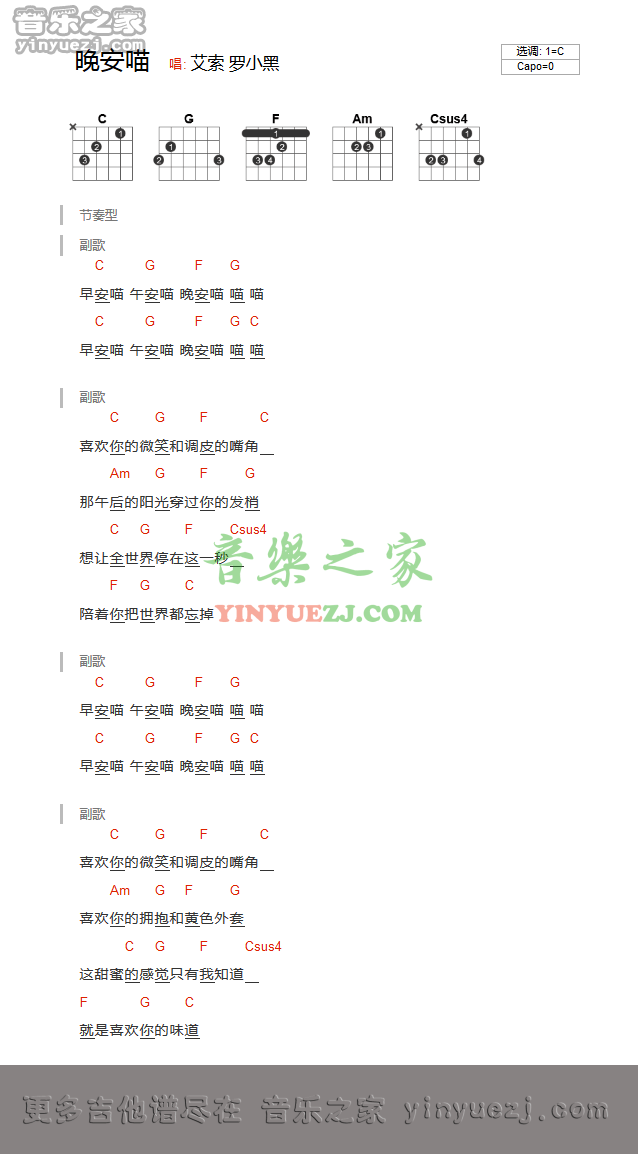 音乐之家
yinyuezj.com
晚安喵 唱: 艾索 罗小黑
选调: 1=C
Capo=0
C G F Am Csus4
节奏型
副歌
C G F G
早安喵 午安喵 晚安喵 喵 喵
C G F G C
早安喵 午安喵 晚安喵 喵 喵
副歌
C G F C
喜欢你的微笑和调皮的嘴角
Am G F G
那午后的阳光穿过你的发梢
C G F Csus4
想让全世界停在这一秒
F G C
陪着你把世界都忘掉
音樂之家
YINYUEZJ.COM
副歌
C G F G
早安喵 午安喵 晚安喵 喵 喵
C G F G C
早安喵 午安喵 晚安喵 喵 喵
副歌
C G F C
喜欢你的微笑和调皮的嘴角
Am G F G
喜欢你的拥抱和黄色外套
C G F Csus4
这甜蜜的感觉只有我知道
F G C
就是喜欢你的味道
更多吉他谱尽在 音乐之家 yinyuezj.com